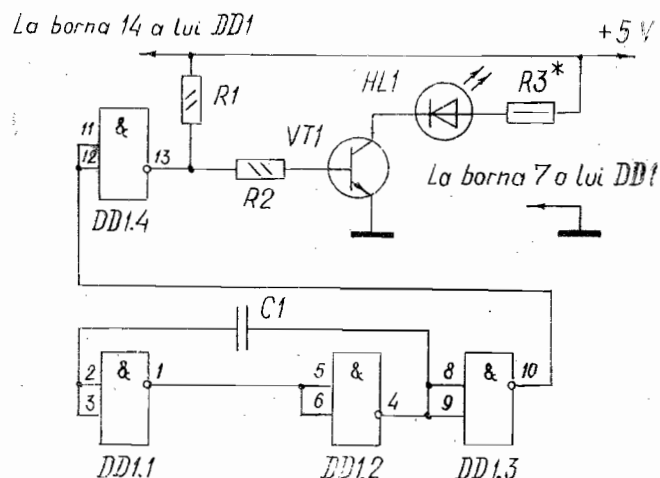 La borna 14 a lui DD1
+5 V
R1
HL1
R3*
&
11
12
13
VT1
R2
DD1.4
La borna 7 a lui DD1
C1
&
2
3
1
&
5
6
4
&
8
9
10
DD1.1
DD1.2
DD1.3